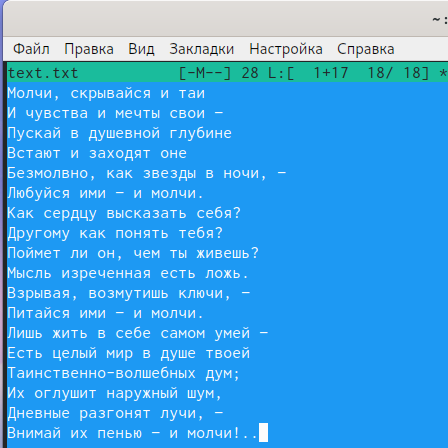 ~:
Файл Правка Вид Закладки Настройка Справка
text.txt [-M--] 28 L:[ 1+17 18/ 18] *
Молчи, скрывайся и таи
И чувства и мечты свои –
Пускай в душевной глубине
Встают и заходят оне
Безмолвно, как звезды в ночи, –
Любуйся ими – и молчи.
Как сердцу высказать себя?
Другому как понять тебя?
Поймет ли он, чем ты живешь?
Мысль изреченная есть ложь.
Взрывая, возмутишь ключи, –
Питайся ими – и молчи.
Лишь жить в себе самом умей –
Есть целый мир в душе твоей
Таинственно-волшебных дум;
Их оглушит наружный шум,
Дневные разгонят лучи, –
Внимай их пенью – и молчи!..